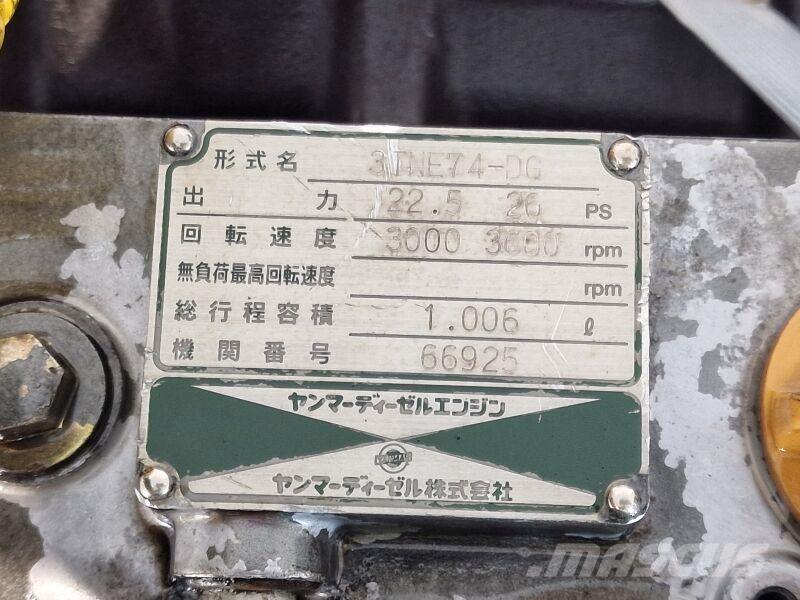 形式名 3TNE74-DG
出力 22.5 26 PS
回転速度 3000 3600 rpm
無負荷最高回転速度 rpm
総行程容積 1.006 ℓ
機関番号 66925
ヤンマーディーゼルエンジン
YANMAR
ヤンマーディーゼル株式会社
MASCUS